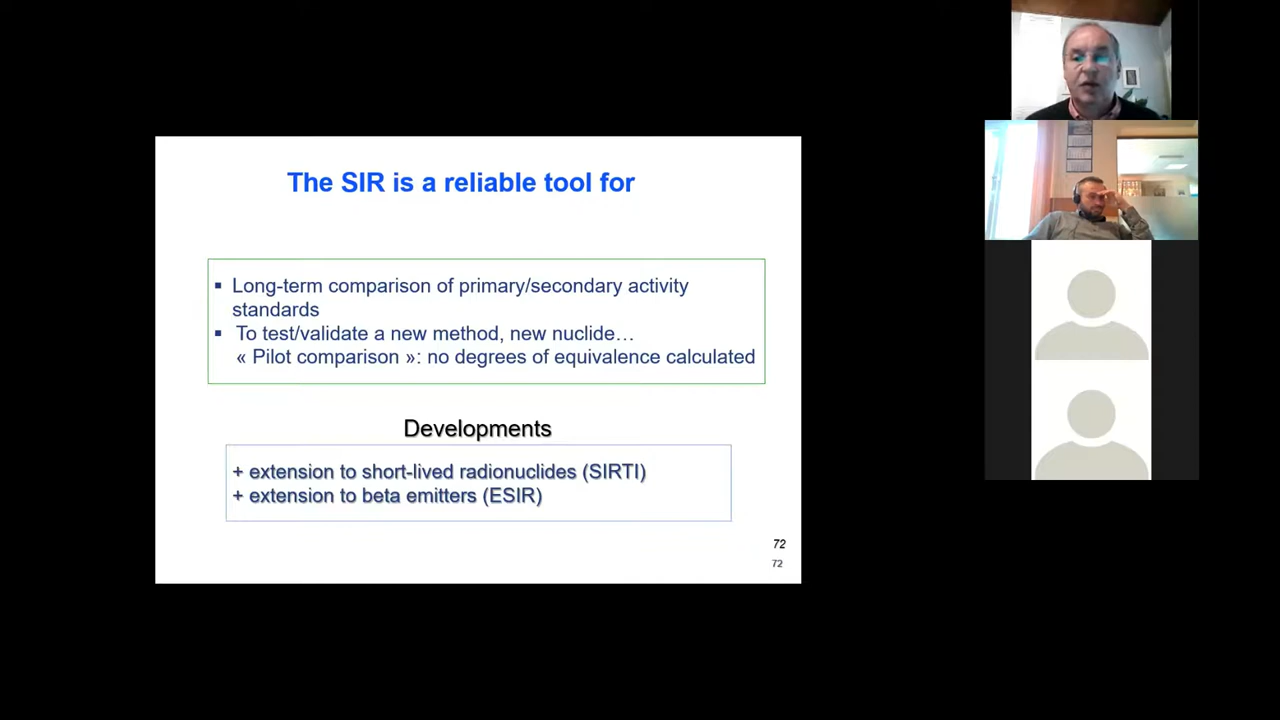 The SIR is a reliable tool for
▪ Long-term comparison of primary/secondary activity
standards
▪ To test/validate a new method, new nuclide…
« Pilot comparison »: no degrees of equivalence calculated
Developments
+ extension to short-lived radionuclides (SIRTI)
+ extension to beta emitters (ESIR)
72
72